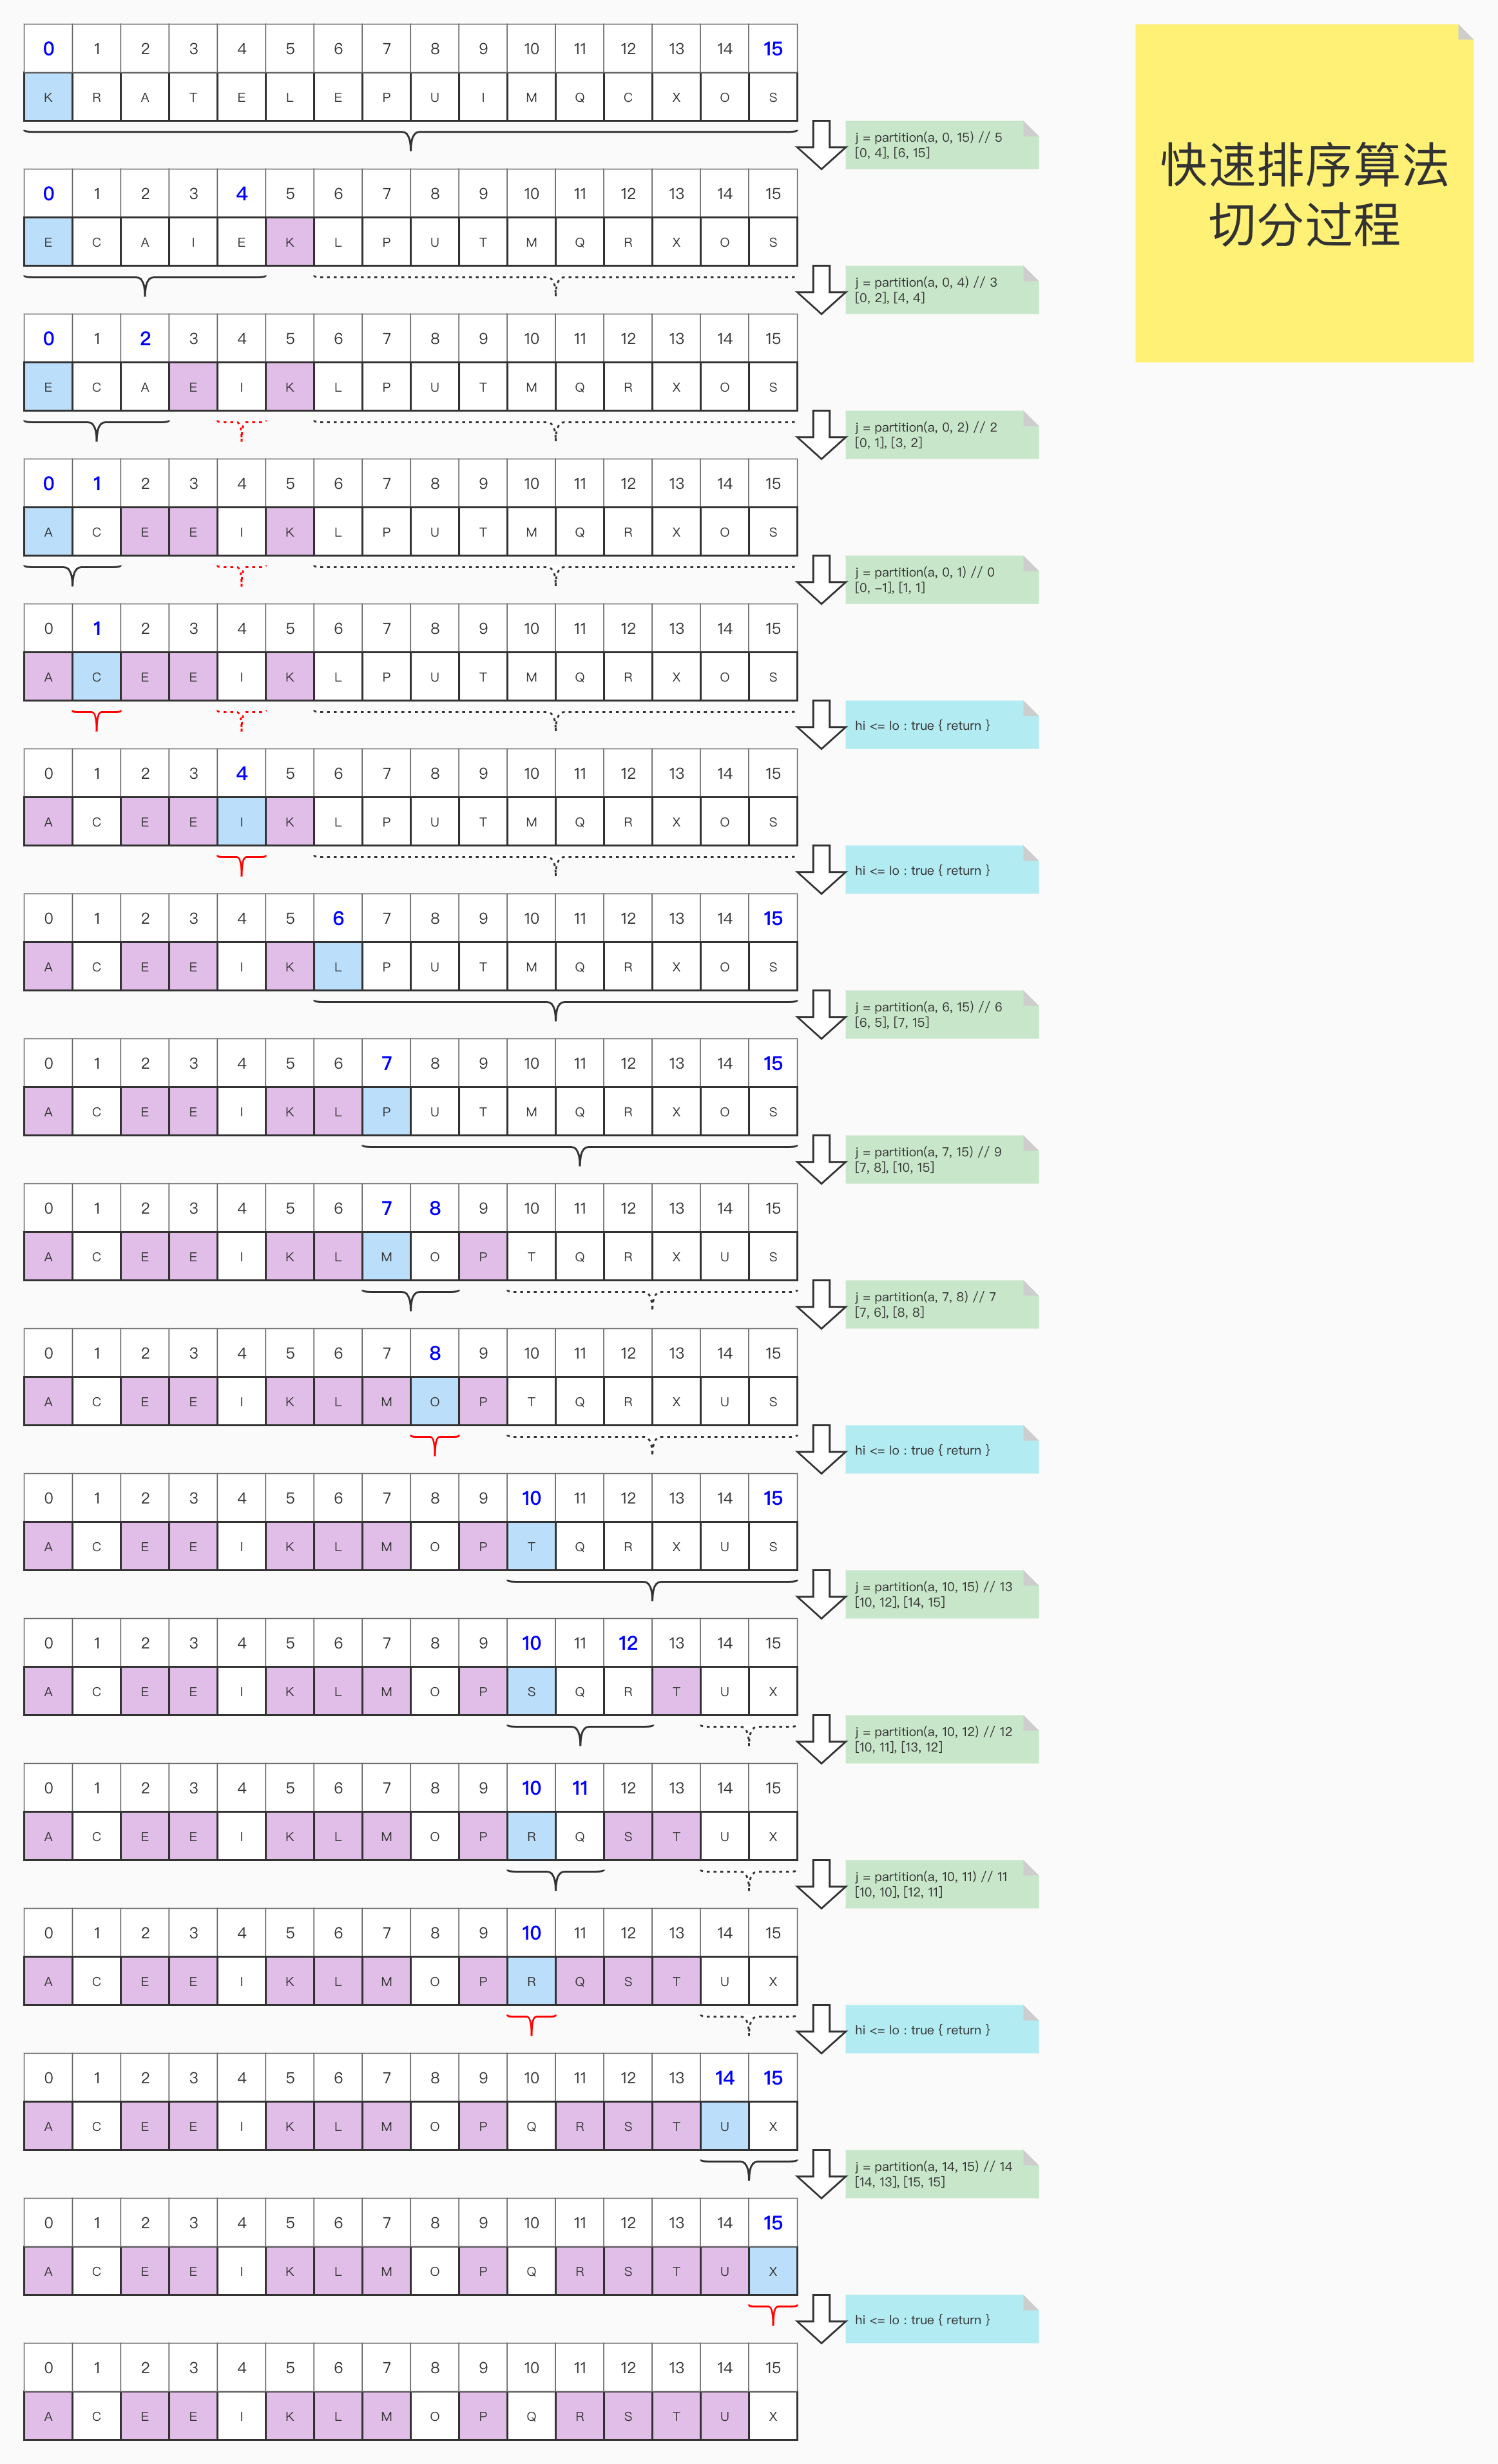 0 1 2 3 4 5 6 7 8 9 10 11 12 13 14 15
K R A T E L E P U I M Q C X O S
快速排序算法
切分过程
j = partition(a, 0, 15) // 5
[0, 4], [6, 15]
0 1 2 3 4 5 6 7 8 9 10 11 12 13 14 15
E C A I E K L P U T M Q R X O S
j = partition(a, 0, 4) // 3
[0, 2], [4, 4]
0 1 2 3 4 5 6 7 8 9 10 11 12 13 14 15
E C A E I K L P U T M Q R X O S
j = partition(a, 0, 2) // 2
[0, 1], [3, 2]
0 1 2 3 4 5 6 7 8 9 10 11 12 13 14 15
A C E E I K L P U T M Q R X O S
j = partition(a, 0, 1) // 0
[0, –1], [1, 1]
0 1 2 3 4 5 6 7 8 9 10 11 12 13 14 15
A C E E I K L P U T M Q R X O S
hi <= lo : true { return }
0 1 2 3 4 5 6 7 8 9 10 11 12 13 14 15
A C E E I K L P U T M Q R X O S
hi <= lo : true { return }
0 1 2 3 4 5 6 7 8 9 10 11 12 13 14 15
A C E E I K L P U T M Q R X O S
j = partition(a, 6, 15) // 6
[6, 5], [7, 15]
0 1 2 3 4 5 6 7 8 9 10 11 12 13 14 15
A C E E I K L P U T M Q R X O S
j = partition(a, 7, 15) // 9
[7, 8], [10, 15]
0 1 2 3 4 5 6 7 8 9 10 11 12 13 14 15
A C E E I K L M O P T Q R X U S
j = partition(a, 7, 8) // 7
[7, 6], [8, 8]
0 1 2 3 4 5 6 7 8 9 10 11 12 13 14 15
A C E E I K L M O P T Q R X U S
hi <= lo : true { return }
0 1 2 3 4 5 6 7 8 9 10 11 12 13 14 15
A C E E I K L M O P T Q R X U S
j = partition(a, 10, 15) // 13
[10, 12], [14, 15]
0 1 2 3 4 5 6 7 8 9 10 11 12 13 14 15
A C E E I K L M O P S Q R T U X
j = partition(a, 10, 12) // 12
[10, 11], [13, 12]
0 1 2 3 4 5 6 7 8 9 10 11 12 13 14 15
A C E E I K L M O P R Q S T U X
j = partition(a, 10, 11) // 11
[10, 10], [12, 11]
0 1 2 3 4 5 6 7 8 9 10 11 12 13 14 15
A C E E I K L M O P R Q S T U X
hi <= lo : true { return }
0 1 2 3 4 5 6 7 8 9 10 11 12 13 14 15
A C E E I K L M O P Q R S T U X
j = partition(a, 14, 15) // 14
[14, 13], [15, 15]
0 1 2 3 4 5 6 7 8 9 10 11 12 13 14 15
A C E E I K L M O P Q R S T U X
hi <= lo : true { return }
0 1 2 3 4 5 6 7 8 9 10 11 12 13 14 15
A C E E I K L M O P Q R S T U X